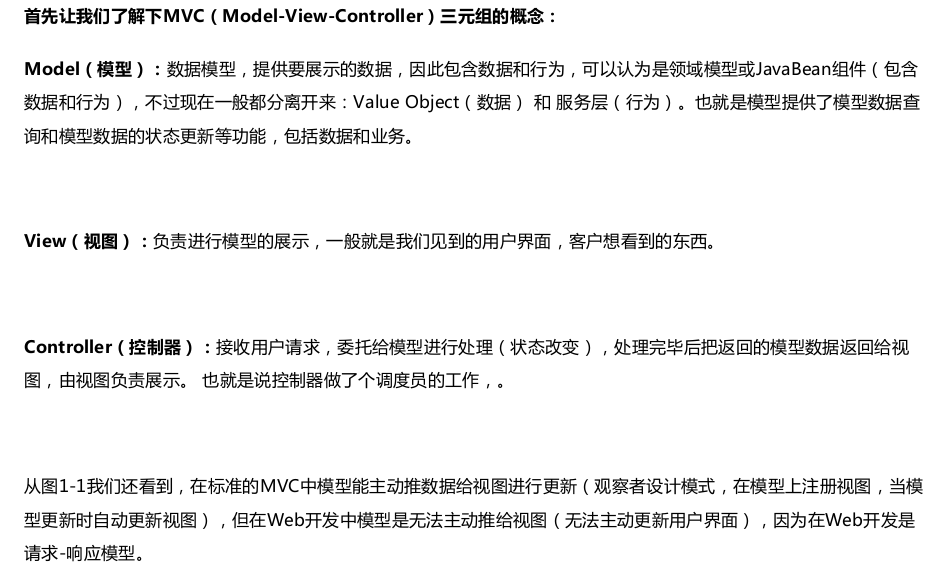 首先让我们了解下MVC（Model-View-Controller）三元组的概念：
Model（模型）：数据模型，提供要展示的数据，因此包含数据和行为，可以认为是领域模型或JavaBean组件（包含
数据和行为），不过现在一般都分离开来：Value Object（数据） 和 服务层（行为）。也就是模型提供了模型数据查
询和模型数据的状态更新等功能，包括数据和业务。
View（视图）：负责进行模型的展示，一般就是我们见到的用户界面，客户想看到的东西。
Controller（控制器）：接收用户请求，委托给模型进行处理（状态改变），处理完毕后把返回的模型数据返回给视
图，由视图负责展示。 也就是说控制器做了个调度员的工作，。
从图1-1我们还看到，在标准的MVC中模型能主动推数据给视图进行更新（观察者设计模式，在模型上注册视图，当模
型更新时自动更新视图），但在Web开发中模型是无法主动推给视图（无法主动更新用户界面），因为在Web开发是
请求-响应模型。